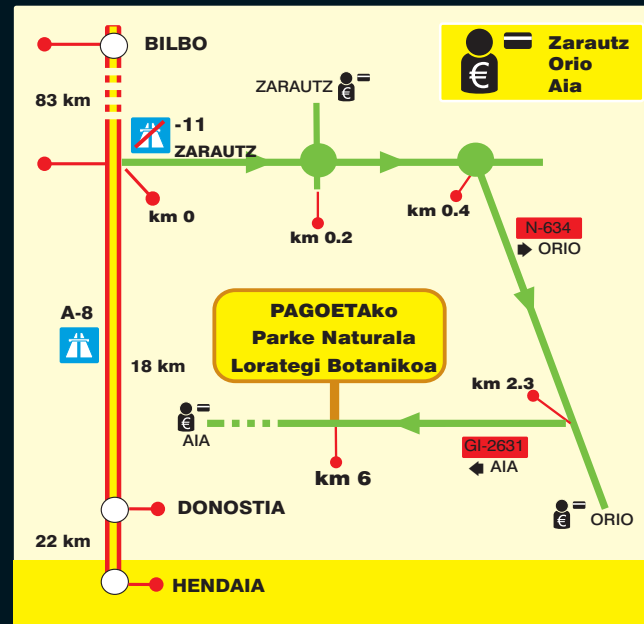 BILBO
Zarautz
Orio
Aia
€
83 km
ZARAUTZ
€
-11
ZARAUTZ
km 0
km 0.2
km 0.4
N-634
ORIO
A-8
PAGOETAko
Parke Naturala
Lorategi Botanikoa
18 km
km 2.3
€
AIA
GI-2631
AIA
km 6
DONOSTIA
€
ORIO
22 km
HENDAIA